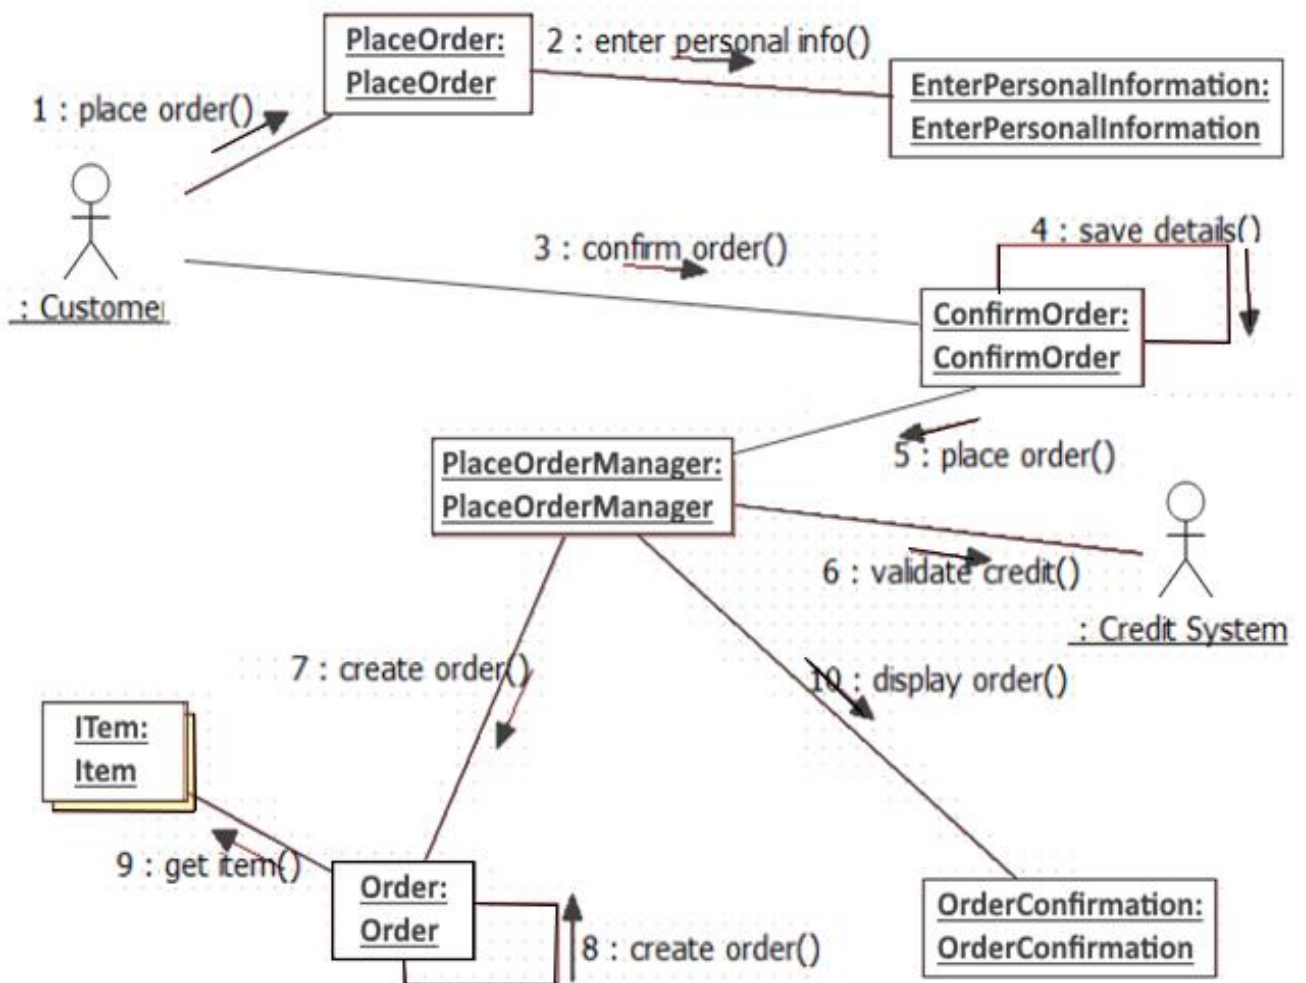 PlaceOrder:
PlaceOrder
2 : enter personal info()
EnterPersonalInformation:
EnterPersonalInformation
1 : place order()
: Custome
3 : confirm order()
4 : save details()
ConfirmOrder:
ConfirmOrder
PlaceOrderManager:
PlaceOrderManager
5 : place order()
6 : validate credit()
: Credit System
7 : create order()
10 : display order()
ITem:
Item
9 : get item()
Order:
Order
8 : create order()
OrderConfirmation:
OrderConfirmation